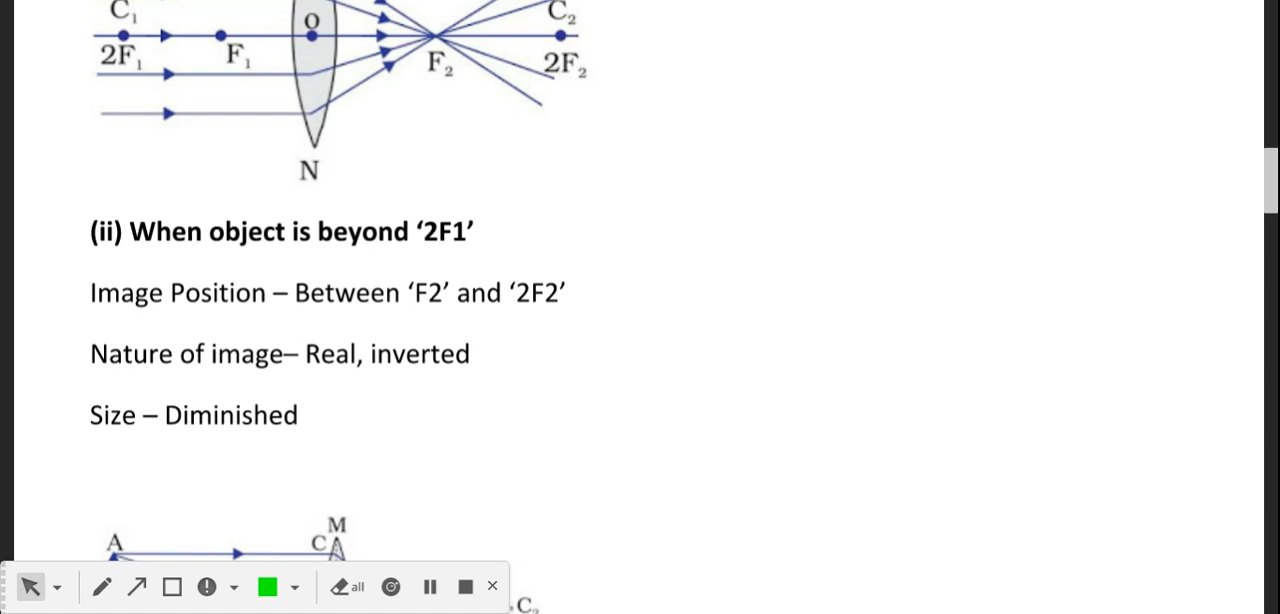 C₁ O C₂
2F₁ F₁ F₂ 2F₂
N
(ii) When object is beyond ‘2F1’
Image Position – Between ‘F2’ and ‘2F2’
Nature of image– Real, inverted
Size – Diminished
M
A C
all
C₂